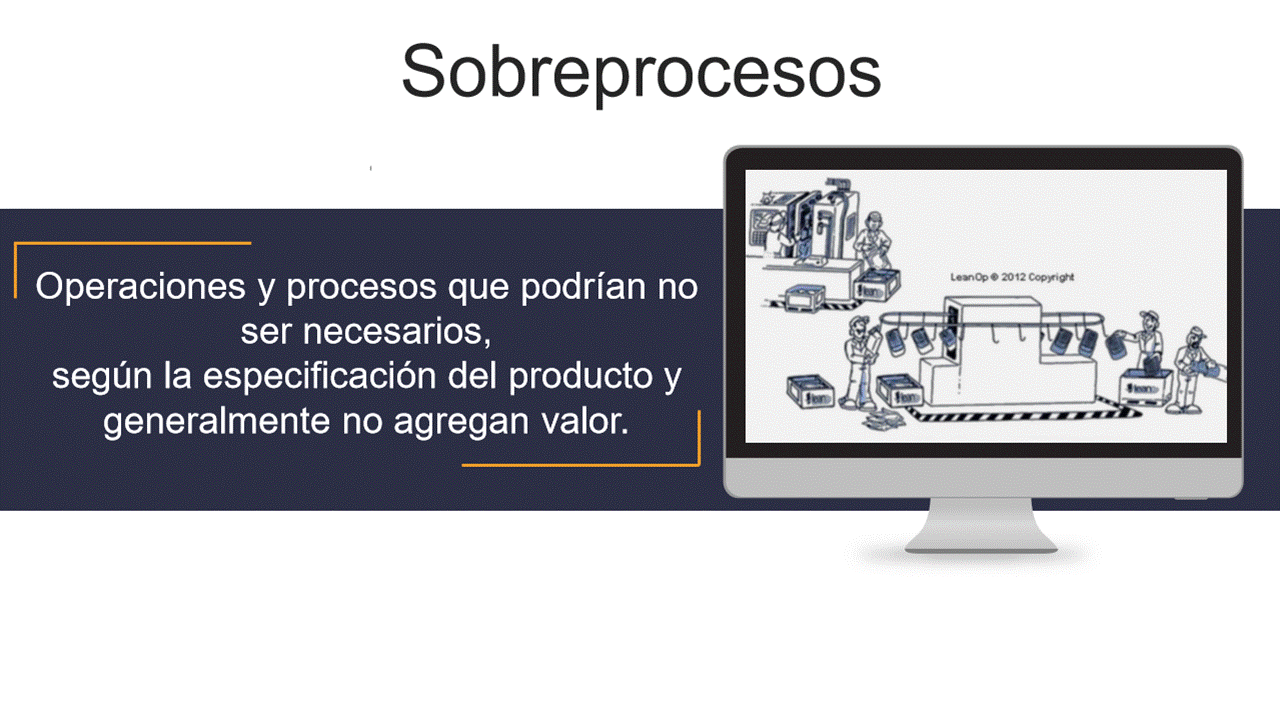 Sobreprocesos
Operaciones y procesos que podrían no
ser necesarios,
según la especificación del producto y
generalmente no agregan valor.
LeanOp ® 2012 Copyright
lean
lean
lean
lean